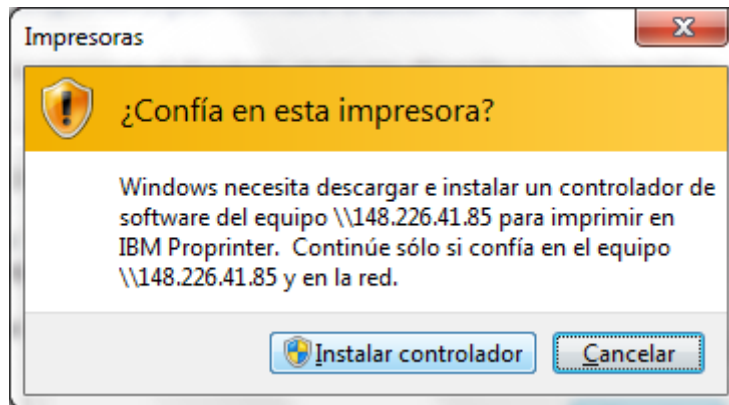 Impresoras
¿Confía en esta impresora?
Windows necesita descargar e instalar un controlador de
software del equipo \\148.226.41.85 para imprimir en
IBM Proprinter.  Continúe sólo si confía en el equipo
\\148.226.41.85 y en la red.
Instalar controlador
Cancelar